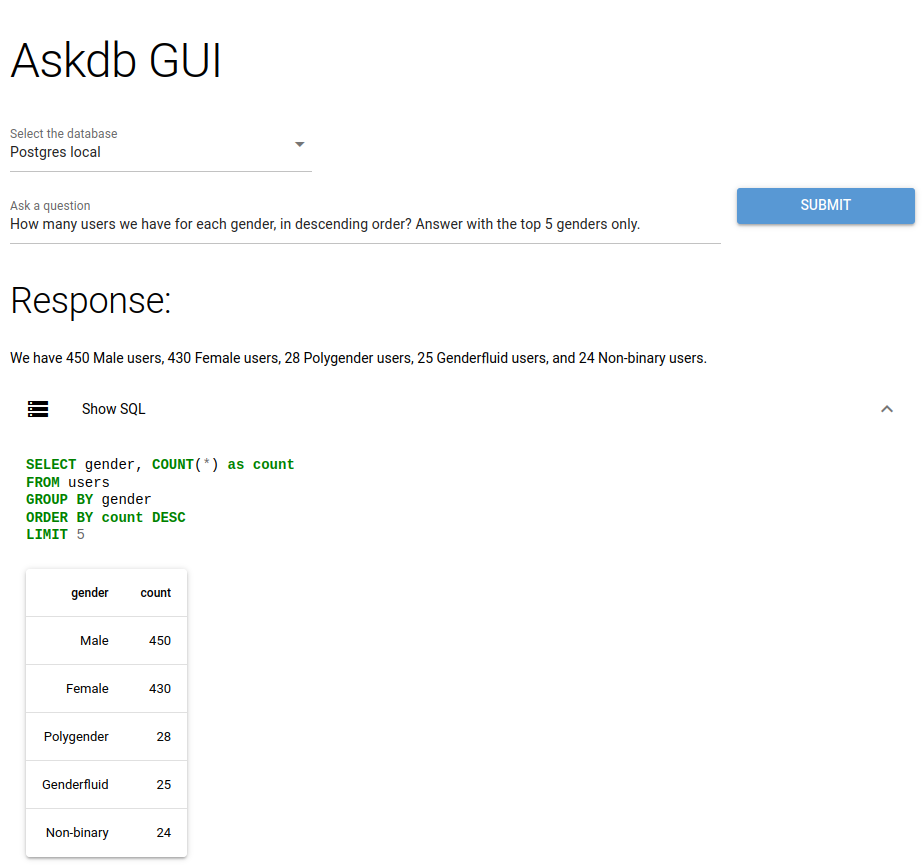 Askdb GUI
Select the database
Postgres local
Ask a question
How many users we have for each gender, in descending order? Answer with the top 5 genders only.
SUBMIT
Response:
We have 450 Male users, 430 Female users, 28 Polygender users, 25 Genderfluid users, and 24 Non-binary users.
Show SQL
SELECT gender, COUNT(*) as count
FROM users
GROUP BY gender
ORDER BY count DESC
LIMIT 5
gender count
Male 450
Female 430
Polygender 28
Genderfluid 25
Non-binary 24